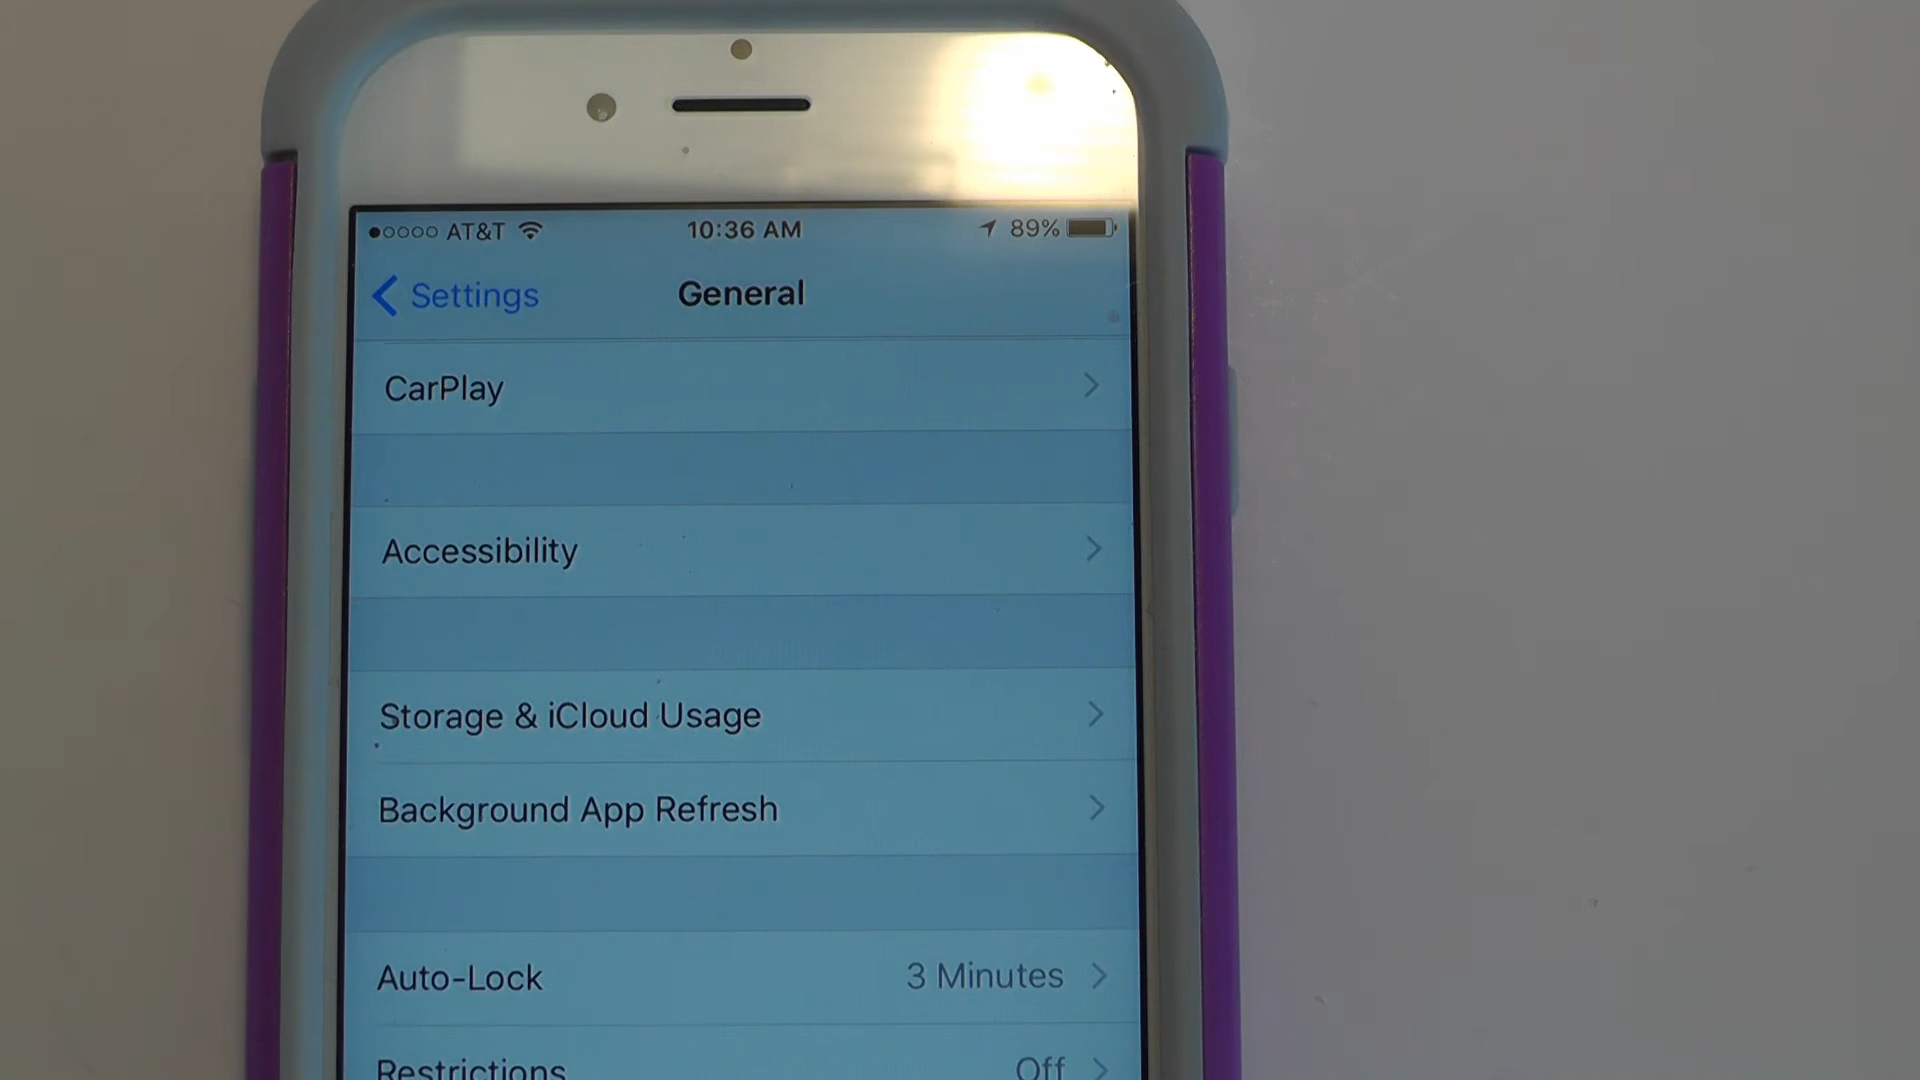 AT&T 10:36 AM 89%
Settings General
CarPlay
Accessibility
Storage & iCloud Usage
Background App Refresh
Auto-Lock 3 Minutes
Restrictions Off